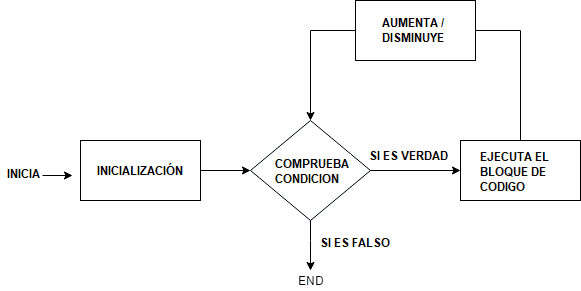 AUMENTA /
DISMINUYE
INICIA
INICIALIZACIÓN
COMPRUEBA
CONDICION
SI ES VERDAD
EJECUTA EL
BLOQUE DE
CODIGO
SI ES FALSO
END